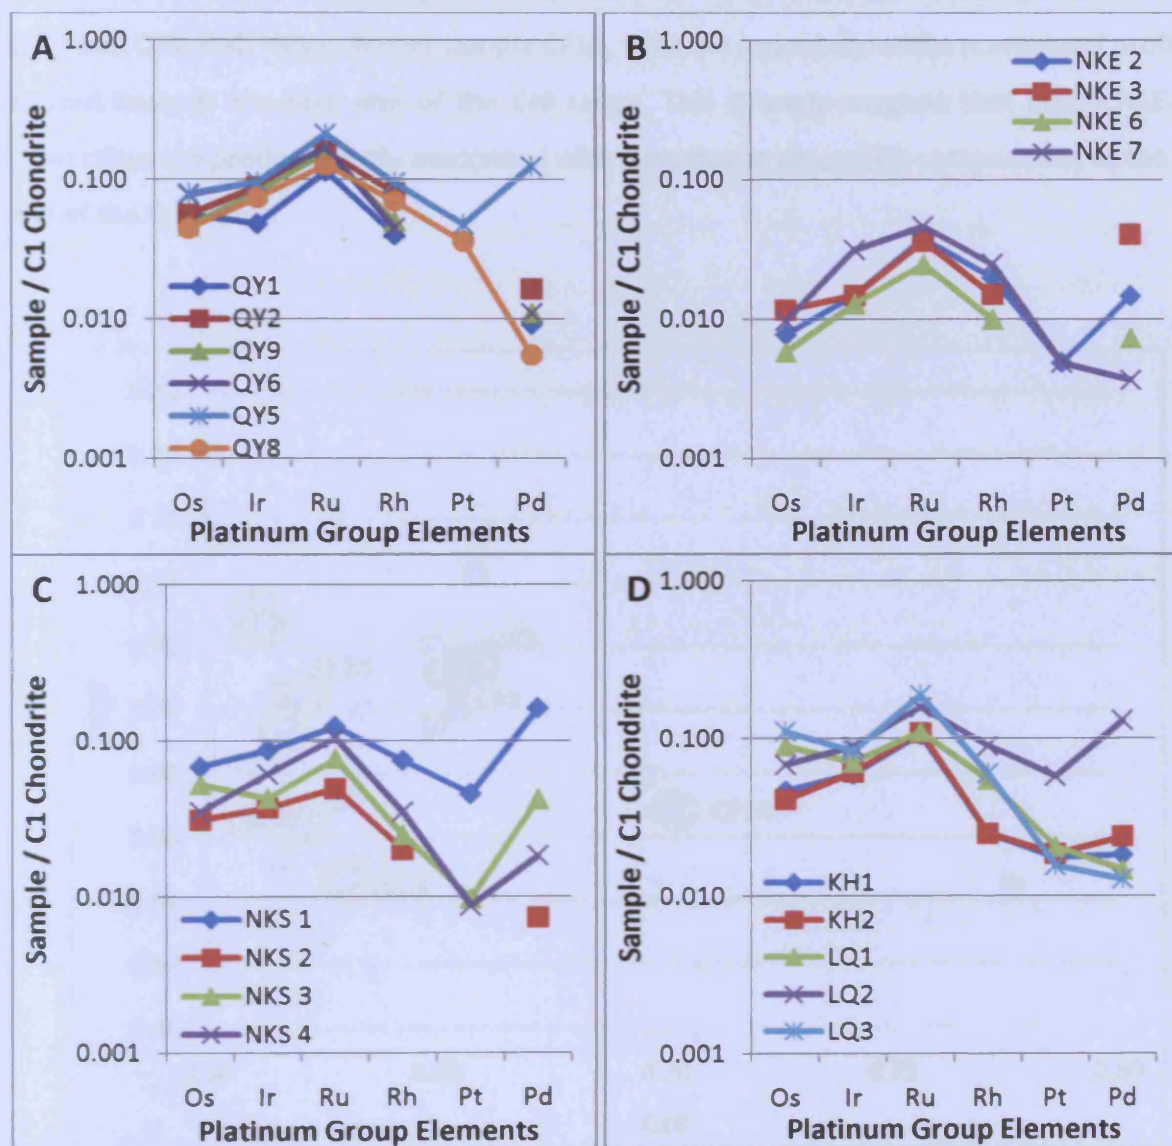 A
1.000
0.100
0.010
0.001
Sample / C1 Chondrite
QY1
QY2
QY9
QY6
QY5
QY8
Os Ir Ru Rh Pt Pd
Platinum Group Elements
B
1.000
0.100
0.010
0.001
Sample / C1 Chondrite
NKE 2
NKE 3
NKE 6
NKE 7
Os Ir Ru Rh Pt Pd
Platinum Group Elements
C
1.000
0.100
0.010
0.001
Sample / C1 Chondrite
NKS 1
NKS 2
NKS 3
NKS 4
Os Ir Ru Rh Pt Pd
Platinum Group Elements
D
1.000
0.100
0.010
0.001
Sample / C1 Chondrite
KH1
KH2
LQ1
LQ2
LQ3
Os Ir Ru Rh Pt Pd
Platinum Group Elements